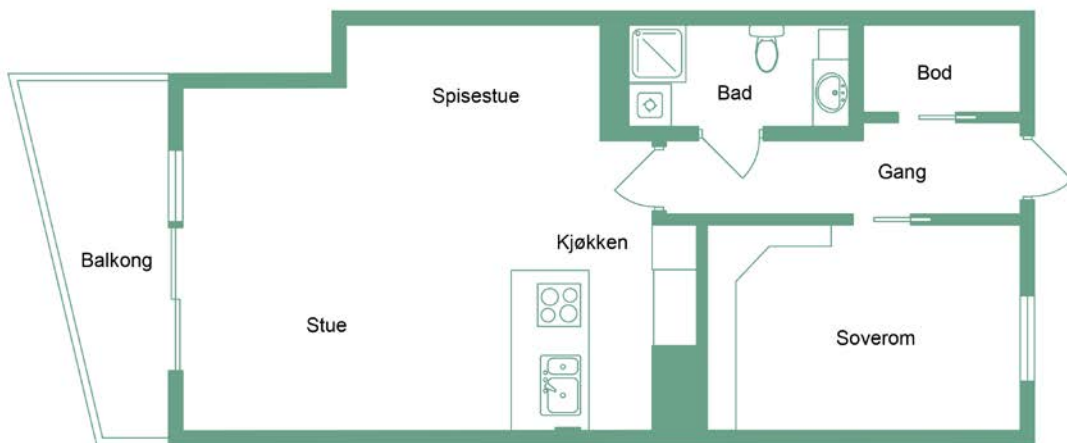 Bod
Bad
Spisestue
Gang
Kjøkken
Balkong
Stue
Soverom